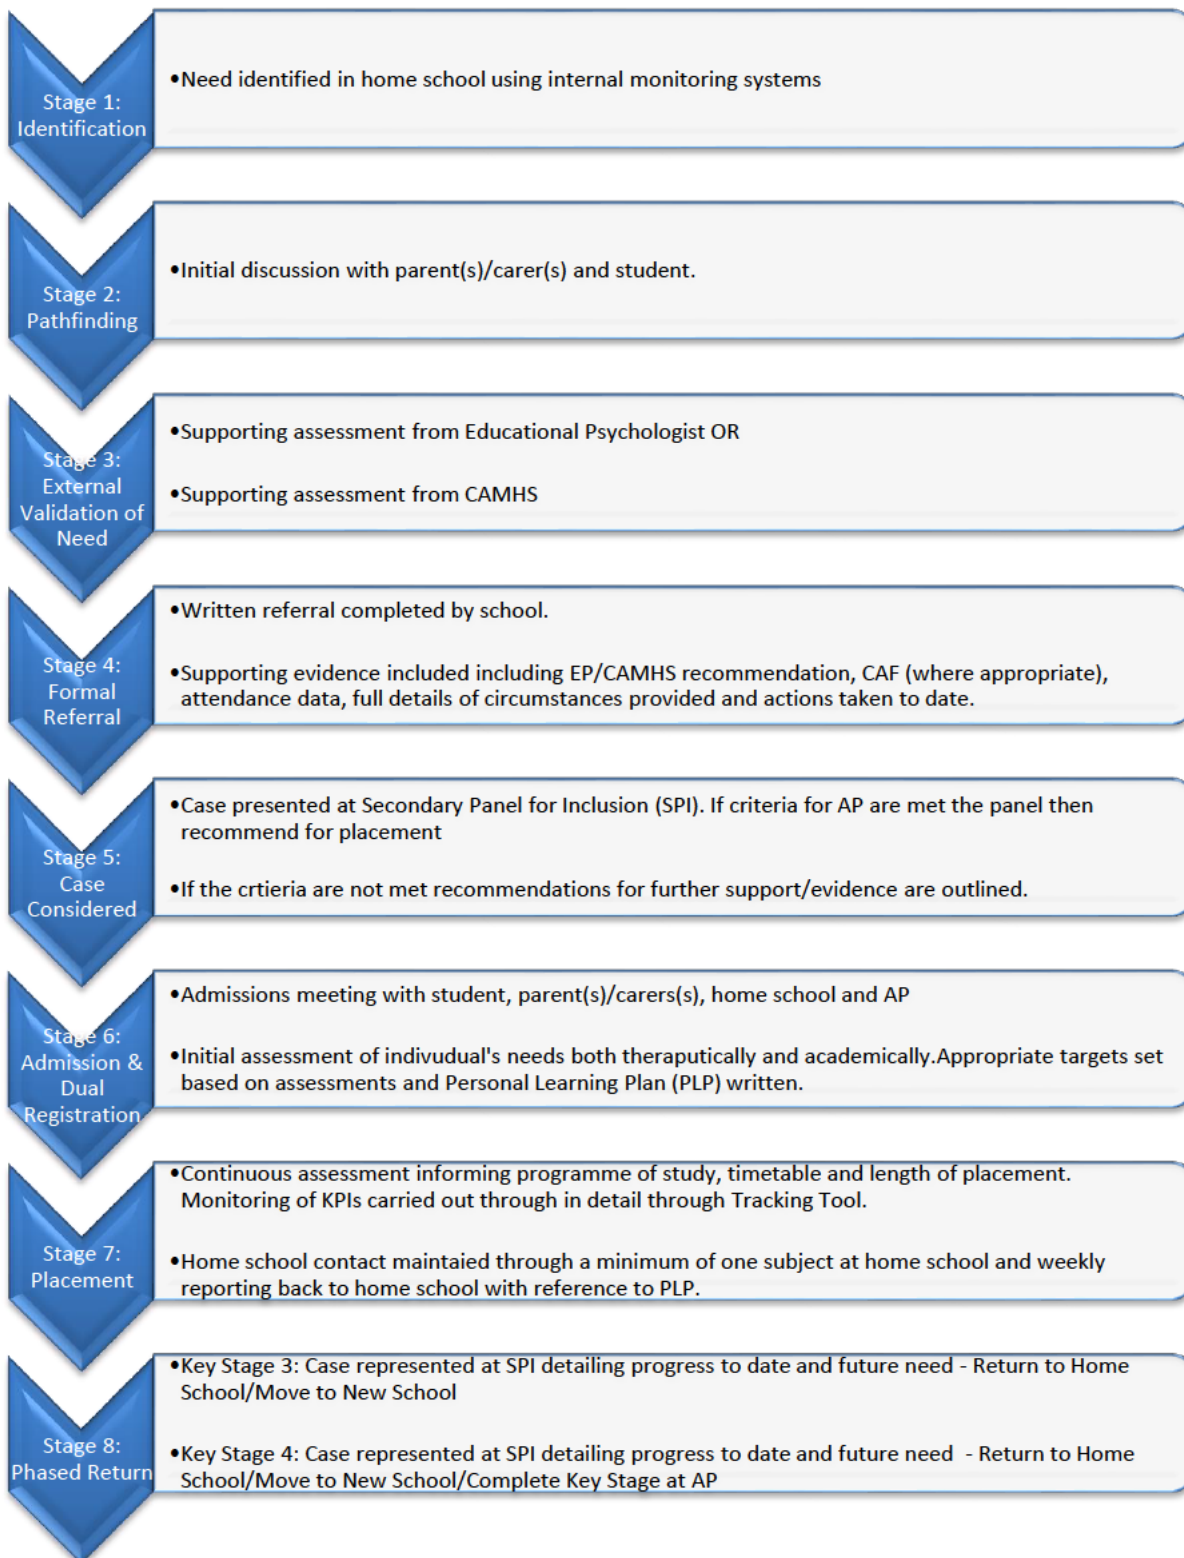 Stage 1:
Identification
•Need identified in home school using internal monitoring systems
Stage 2:
Pathfinding
•Initial discussion with parent(s)/carer(s) and student.
Stage 3:
External
Validation of
Need
•Supporting assessment from Educational Psychologist OR
•Supporting assessment from CAMHS
Stage 4:
Formal
Referral
•Written referral completed by school.
•Supporting evidence included including EP/CAMHS recommendation, CAF (where appropriate),
attendance data, full details of circumstances provided and actions taken to date.
Stage 5:
Case
Considered
•Case presented at Secondary Panel for Inclusion (SPI). If criteria for AP are met the panel then
recommend for placement
•If the crtieria are not met recommendations for further support/evidence are outlined.
Stage 6:
Admission &
Dual
Registration
•Admissions meeting with student, parent(s)/carers(s), home school and AP
•Initial assessment of indivudual's needs both theraputically and academically.Appropriate targets set
based on assessments and Personal Learning Plan (PLP) written.
Stage 7:
Placement
•Continuous assessment informing programme of study, timetable and length of placement.
Monitoring of KPIs carried out through in detail through Tracking Tool.
•Home school contact maintaied through a minimum of one subject at home school and weekly
reporting back to home school with reference to PLP.
Stage 8:
Phased Return
•Key Stage 3: Case represented at SPI detailing progress to date and future need - Return to Home
School/Move to New School
•Key Stage 4: Case represented at SPI detailing progress to date and future need  - Return to Home
School/Move to New School/Complete Key Stage at AP